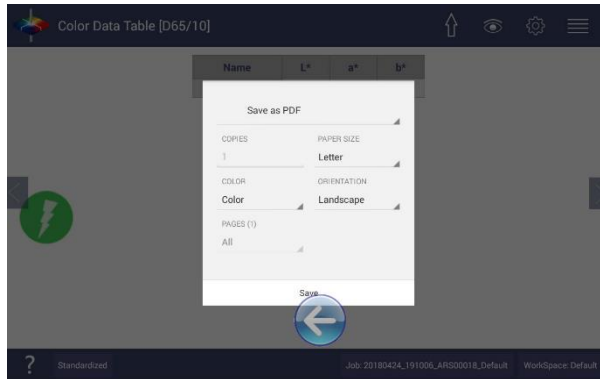 Color Data Table [D65/10]
Name L* a* b*
Save as PDF
COPIES PAPER SIZE
1 Letter
COLOR ORIENTATION
Color Landscape
PAGES (1)
All
Save
? Standardized Job: 20180424_191006_ARS00018_Default WorkSpace: Default